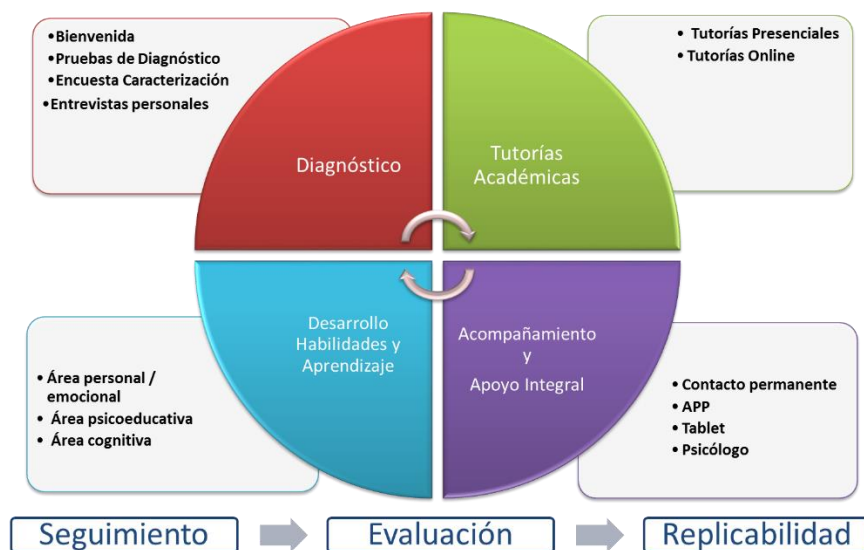 •Bienvenida
•Pruebas de Diagnóstico
•Encuesta Caracterización
•Entrevistas personales
• Tutorías Presenciales
•Tutorías Online
Diagnóstico
Tutorías
Académicas
Desarrollo
Habilidades y
Aprendizaje
Acompañamiento
y
Apoyo Integral
• Área personal /
emocional
• Área psicoeducativa
• Área cognitiva
• Contacto permanente
• APP
• Tablet
• Psicólogo
Seguimiento
Evaluación
Replicabilidad